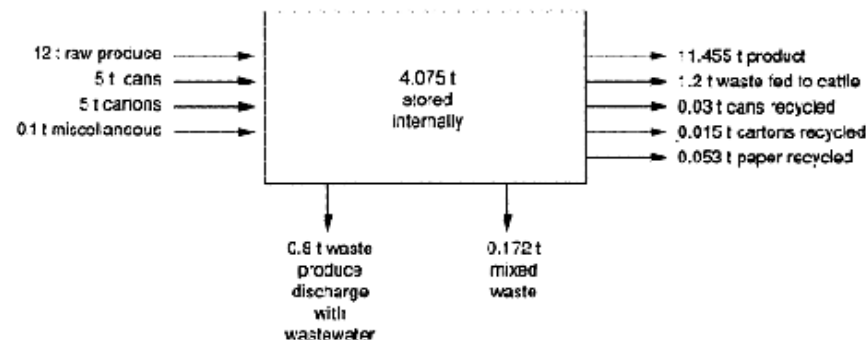 12 t raw produce
5 t cans
5 t cartons
0.1 t miscellaneous
4.075 t
stored
internally
11.455 t product
1.2 t waste fed to cattle
0.03 t cans recycled
0.015 t cartons recycled
0.053 t paper recycled
0.8 t waste
produce
discharge
with
wastewater
0.172 t
mixed
waste